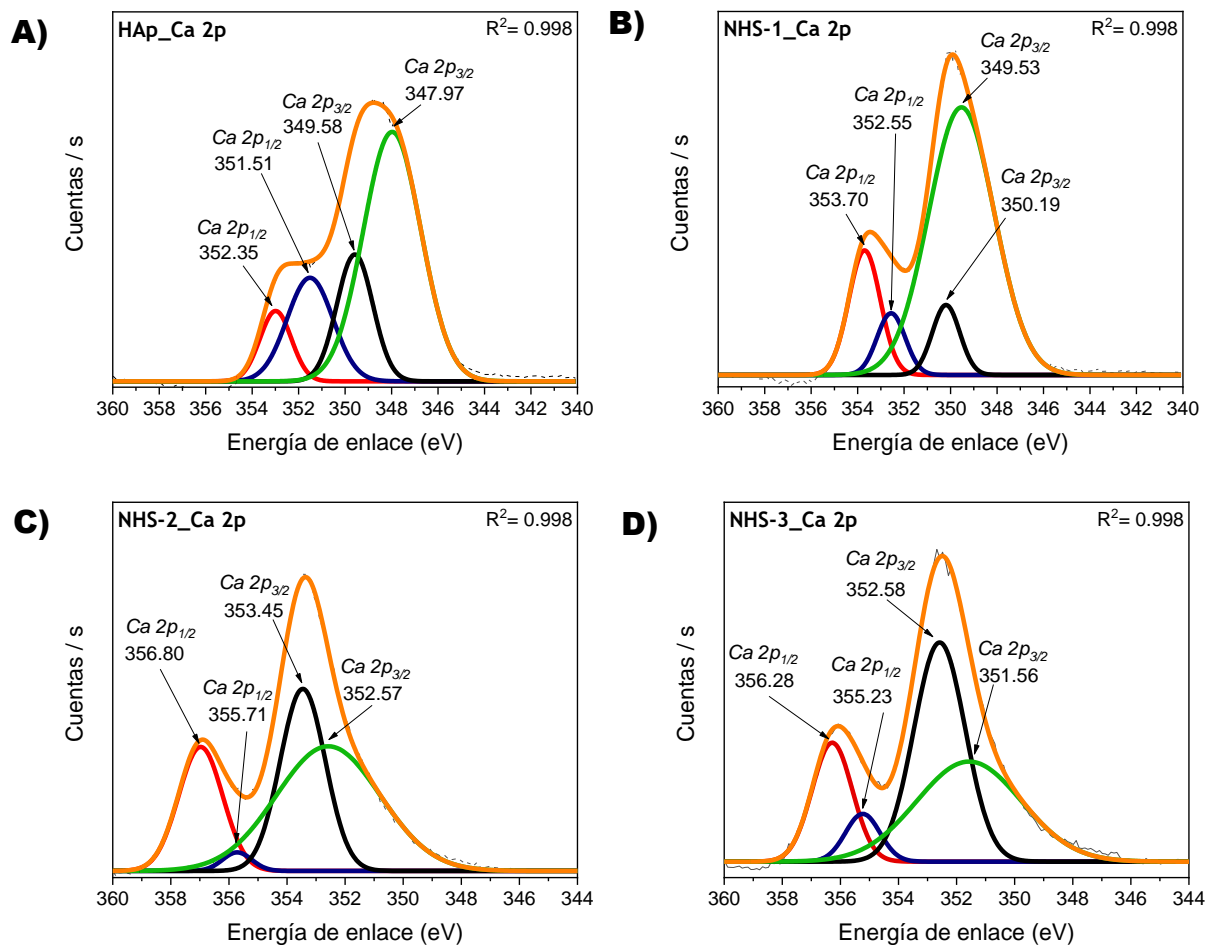 A)
HAp_Ca 2p
R²= 0.998
Ca 2p3/2
347.97
Ca 2p3/2
349.58
Ca 2p1/2
351.51
Ca 2p1/2
352.35
Cuentas / s
360 358 356 354 352 350 348 346 344 342 340
Energía de enlace (eV)
B)
NHS-1_Ca 2p
R²= 0.998
Ca 2p3/2
349.53
Ca 2p1/2
352.55
Ca 2p1/2
353.70
Ca 2p3/2
350.19
Cuentas / s
360 358 356 354 352 350 348 346 344 342 340
Energía de enlace (eV)
C)
NHS-2_Ca 2p
R²= 0.998
Ca 2p3/2
353.45
Ca 2p1/2
356.80
Ca 2p1/2
355.71
Ca 2p3/2
352.57
Cuentas / s
360 358 356 354 352 350 348 346 344
Energía de enlace (eV)
D)
NHS-3_Ca 2p
R²= 0.998
Ca 2p3/2
352.58
Ca 2p1/2
356.28
Ca 2p1/2
355.23
Ca 2p3/2
351.56
Cuentas / s
360 358 356 354 352 350 348 346 344
Energía de enlace (eV)